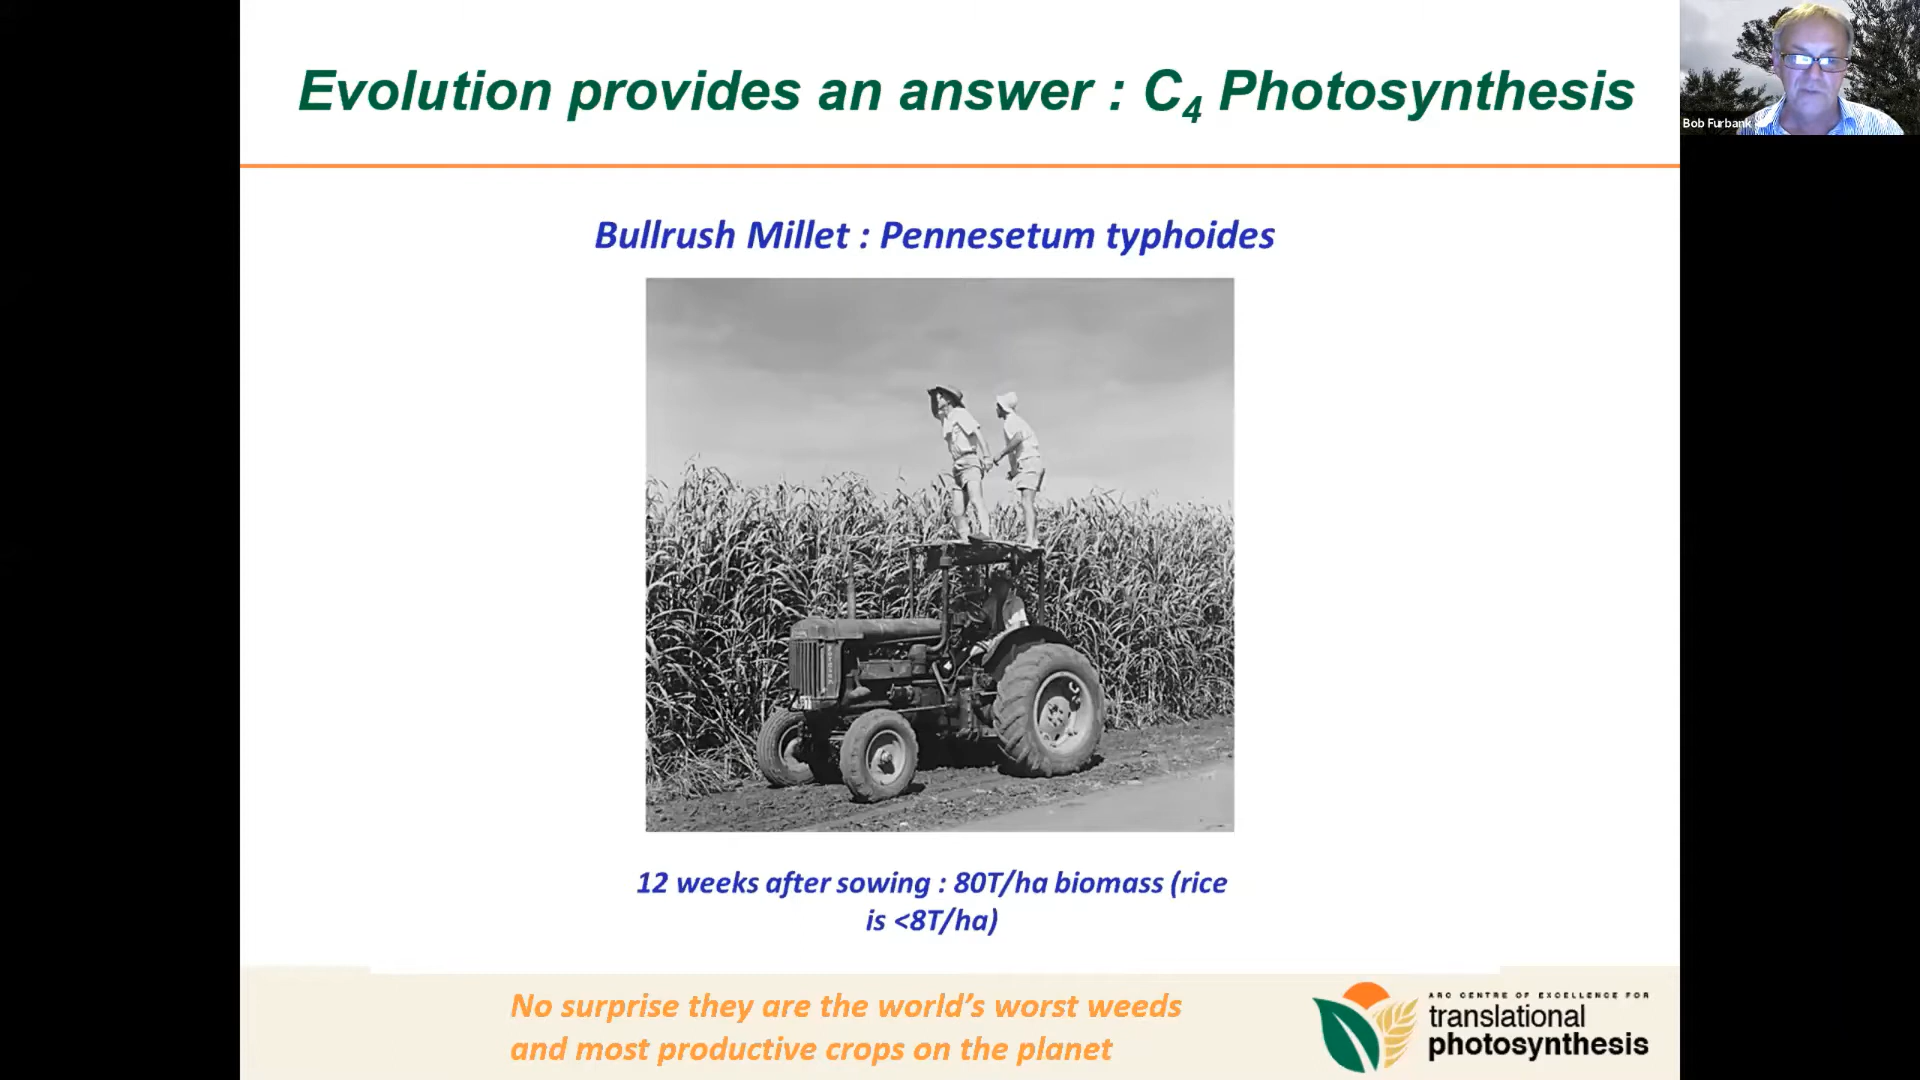 Evolution provides an answer : C₄ Photosynthesis
Bob Furbank
Bullrush Millet : Pennesetum typhoides
12 weeks after sowing : 80T/ha biomass (rice
is <8T/ha)
No surprise they are the world's worst weeds
and most productive crops on the planet
ARC CENTRE OF EXCELLENCE FOR
translational
photosynthesis